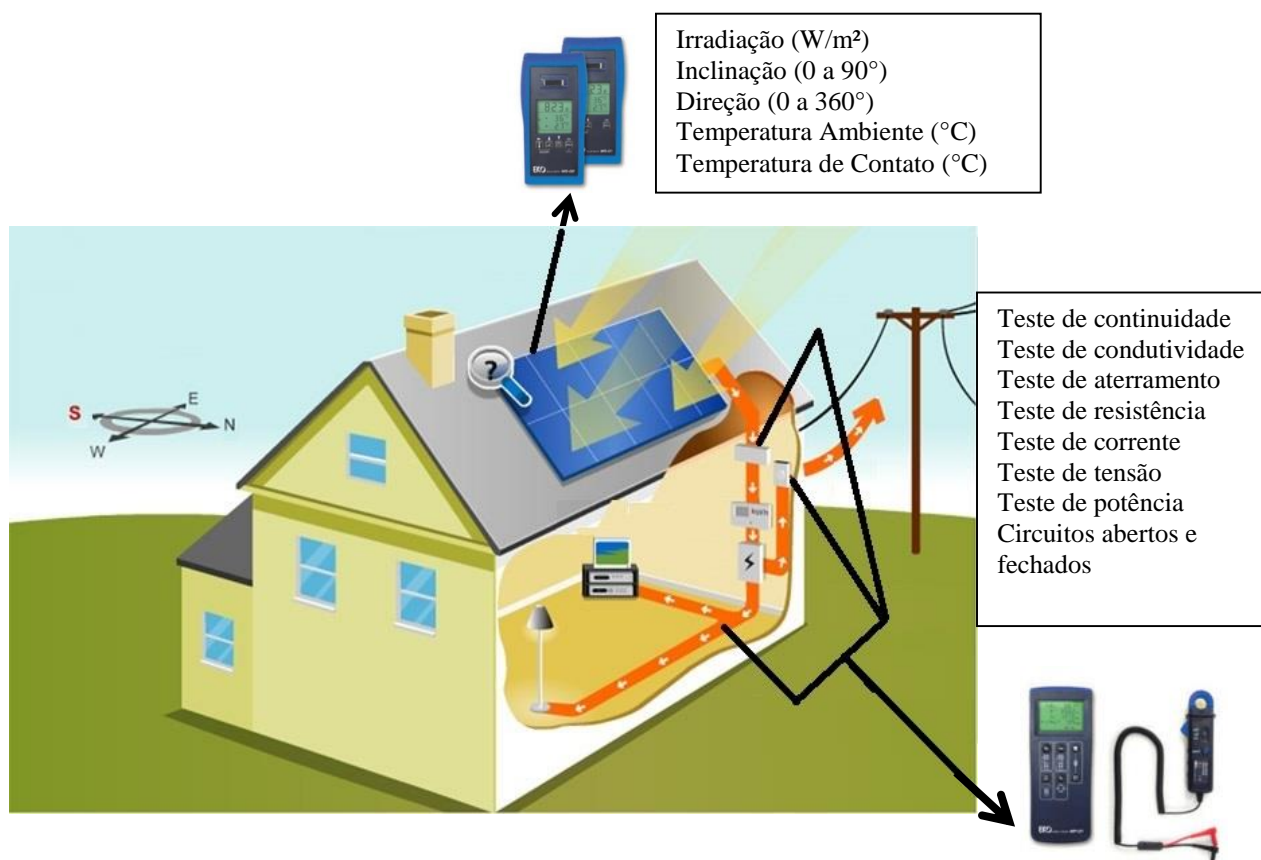 Irradiação (W/m²)
Inclinação (0 a 90°)
Direção (0 a 360°)
Temperatura Ambiente (°C)
Temperatura de Contato (°C)
?
S
E
W
N
Teste de continuidade
Teste de condutividade
Teste de aterramento
Teste de resistência
Teste de corrente
Teste de tensão
Teste de potência
Circuitos abertos e
fechados